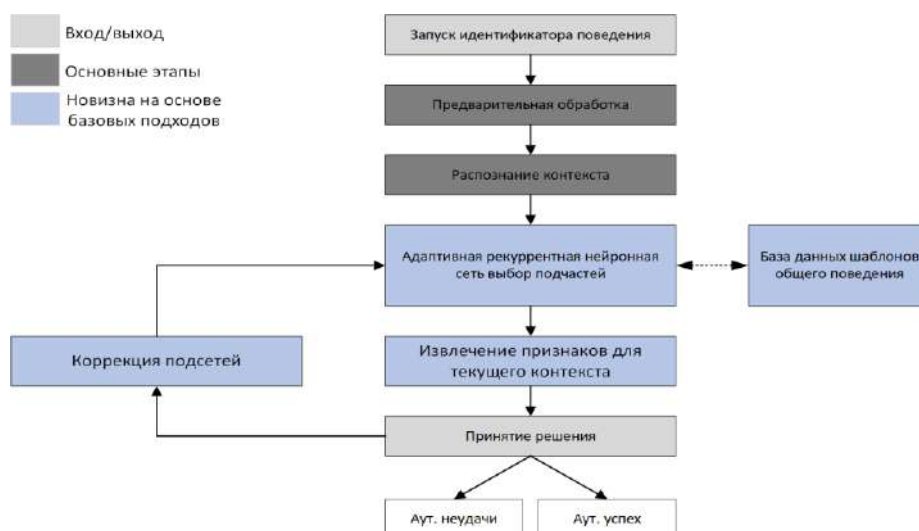 Вход/выход
Основные этапы
Новизна на основе
базовых подходов
Запуск идентификатора поведения
Предварительная обработка
Распознание контекста
Адаптивная рекуррентная нейронная
сеть выбор подчастей
База данных шаблонов
общего поведения
Коррекция подсетей
Извлечение признаков для
текущего контекста
Принятие решения
Аут. неудачи
Аут. успех